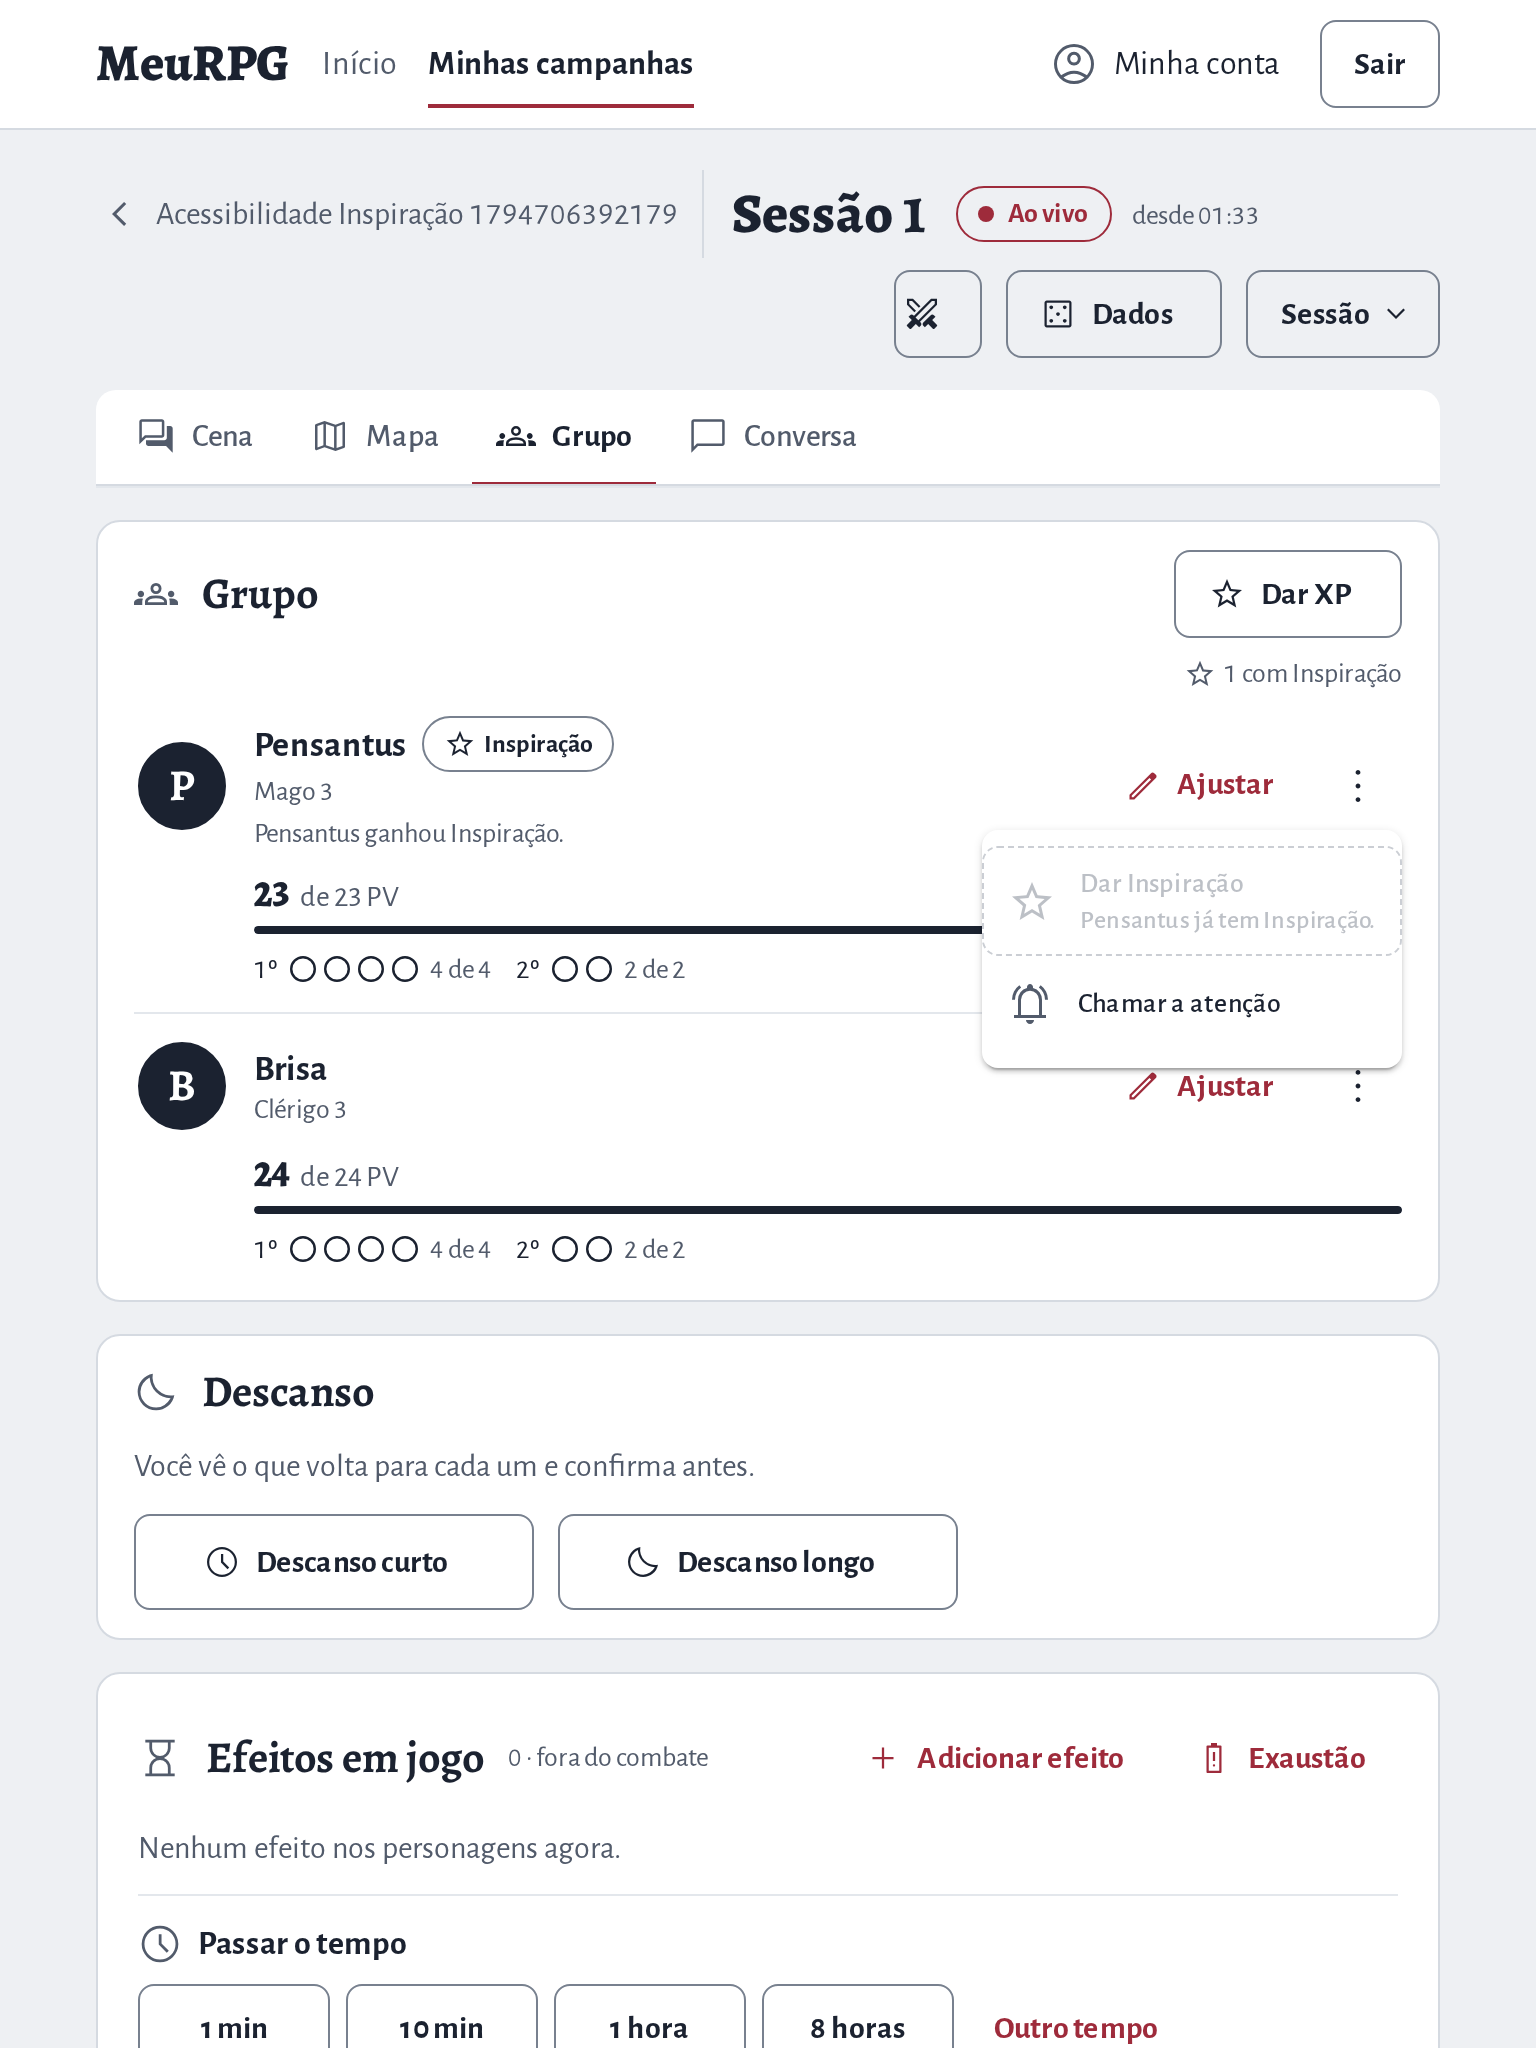 MeuRPG Início Minhas campanhas Minha conta Sair
Acessibilidade Inspiração 1794706392179 Sessão 1 Ao vivo desde 01:33
Dados Sessão
Cena Mapa Grupo Conversa
Grupo Dar XP
1 com Inspiração
Pensantus Inspiração
Mago 3
Ajustar
Pensantus ganhou Inspiração.
23 de 23 PV
1º 4 de 4 2º 2 de 2
Dar Inspiração
Pensantus já tem Inspiração.
Chamar a atenção
Brisa
Clérigo 3
Ajustar
24 de 24 PV
1º 4 de 4 2º 2 de 2
Descanso
Você vê o que volta para cada um e confirma antes.
Descanso curto Descanso longo
Efeitos em jogo 0 · fora do combate Adicionar efeito Exaustão
Nenhum efeito nos personagens agora.
Passar o tempo
1 min 10 min 1 hora 8 horas Outro tempo